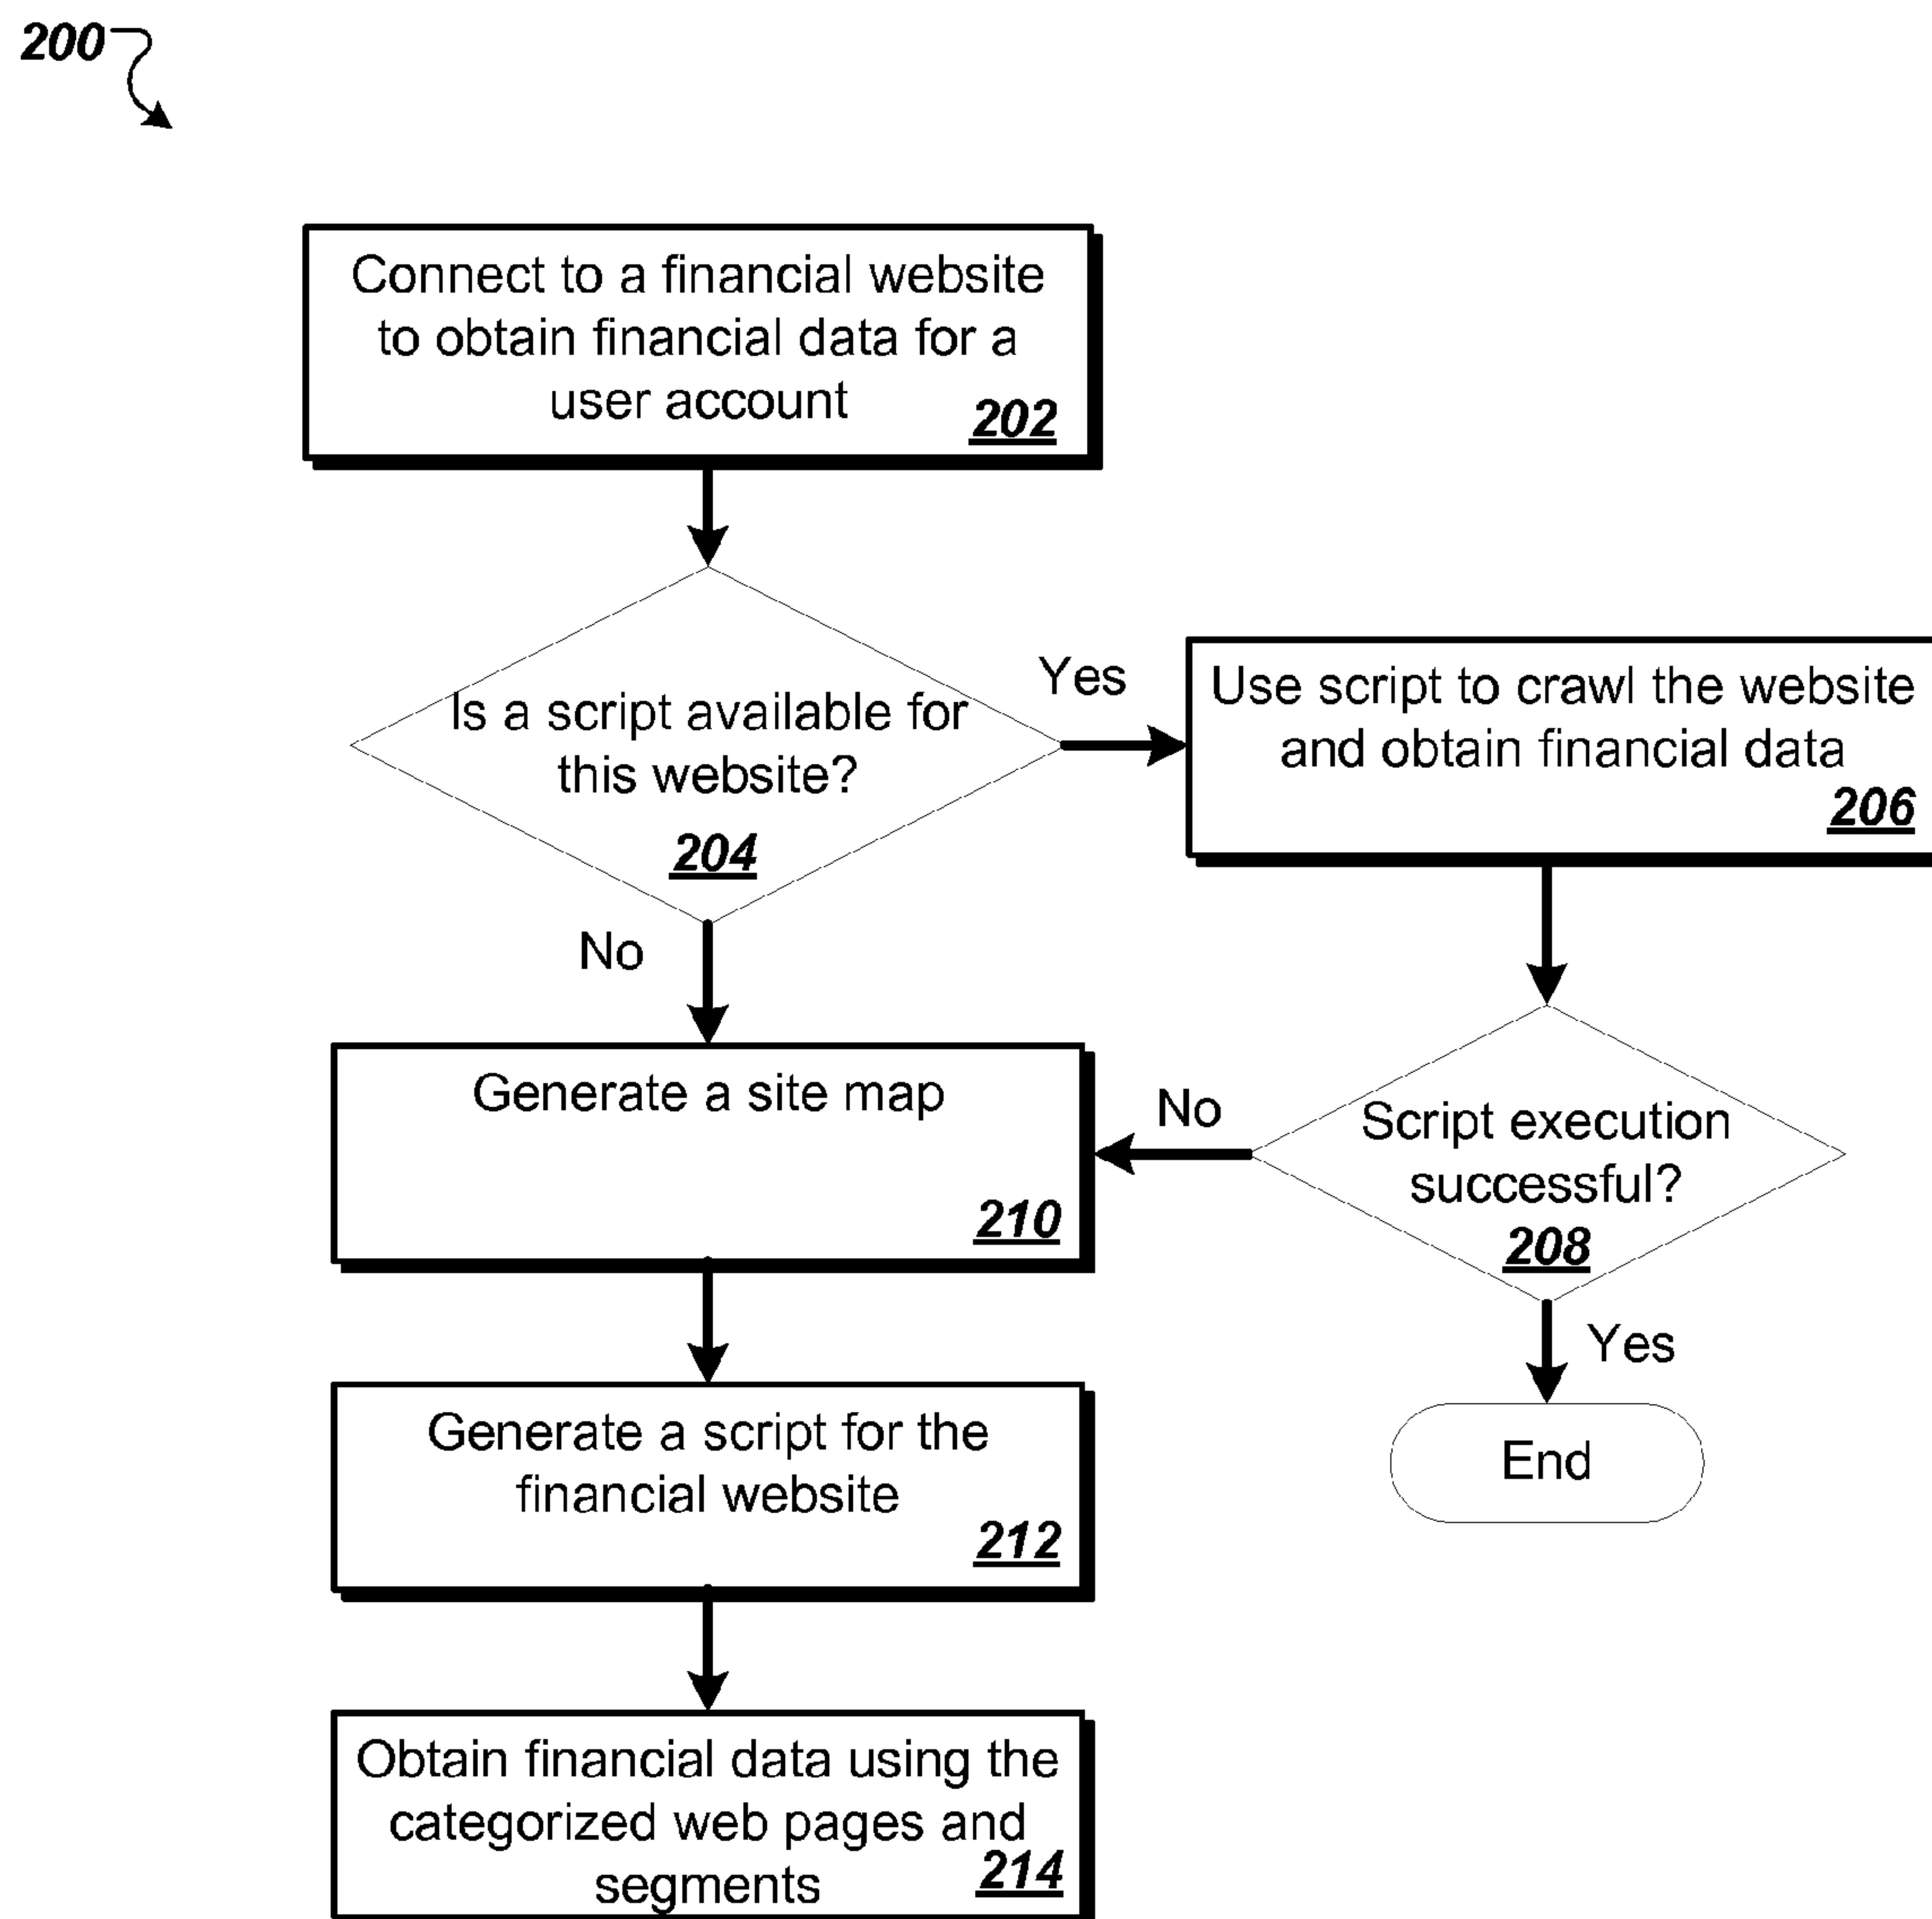 200
Connect to a financial website
to obtain financial data for a
user account
202
Is a script available for
this website?
204
Yes
Use script to crawl the website
and obtain financial data
206
No
Generate a site map
210
No
Script execution
successful?
208
Yes
End
Generate a script for the
financial website
212
Obtain financial data using the
categorized web pages and
segments
214